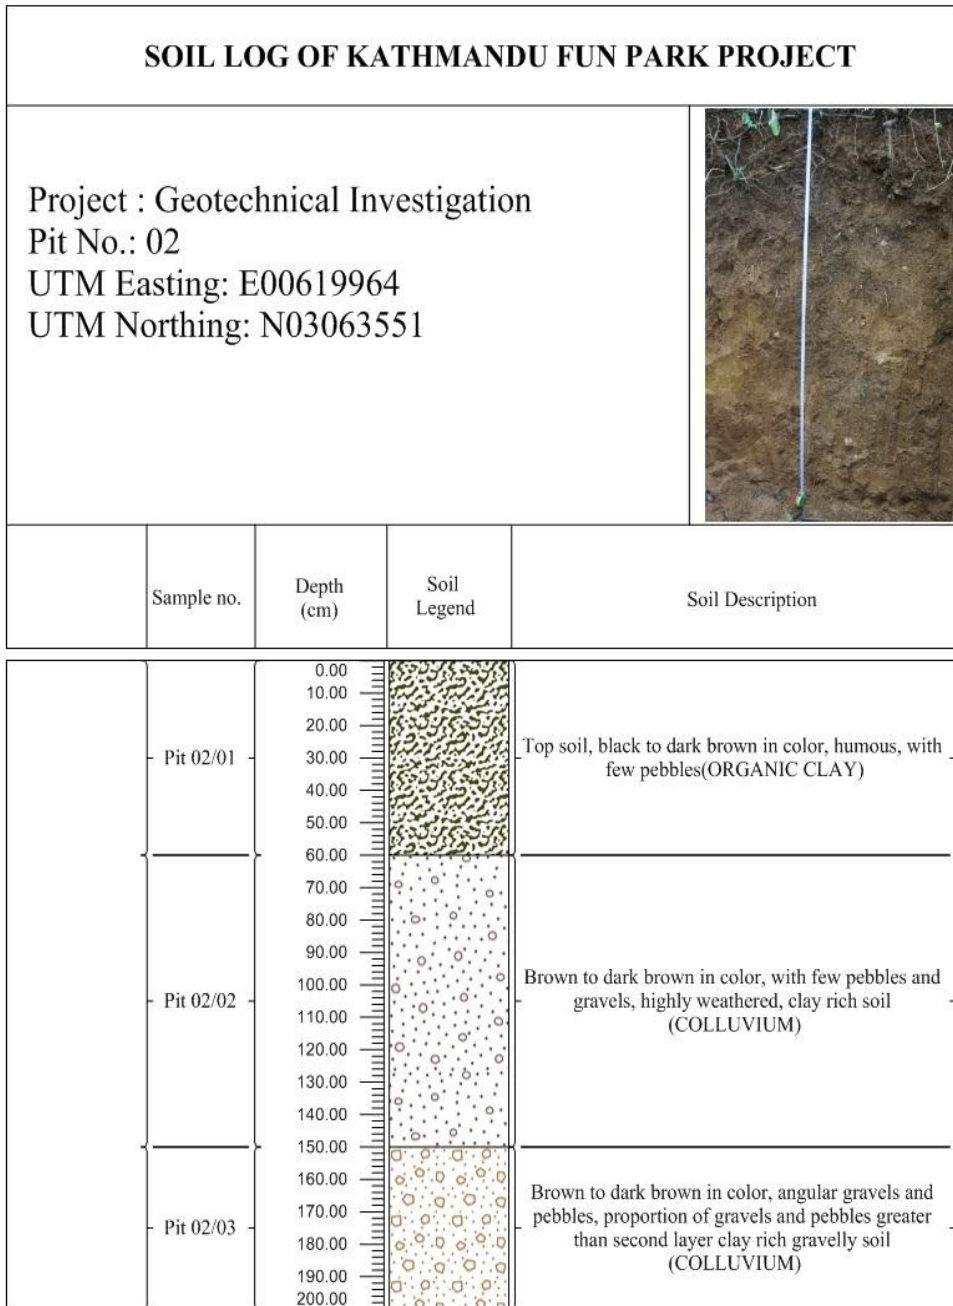 SOIL LOG OF KATHMANDU FUN PARK PROJECT
Project : Geotechnical Investigation
Pit No.: 02
UTM Easting: E00619964
UTM Northing: N03063551
Sample no.
Depth
(cm)
Soil
Legend
Soil Description
0.00
10.00
20.00
30.00
40.00
50.00
60.00
70.00
80.00
90.00
100.00
110.00
120.00
130.00
140.00
150.00
160.00
170.00
180.00
190.00
200.00
Pit 02/01
Top soil, black to dark brown in color, humous, with
few pebbles(ORGANIC CLAY)
Pit 02/02
Brown to dark brown in color, with few pebbles and
gravels, highly weathered, clay rich soil
(COLLUVIUM)
Pit 02/03
Brown to dark brown in color, angular gravels and
pebbles, proportion of gravels and pebbles greater
than second layer clay rich gravelly soil
(COLLUVIUM)